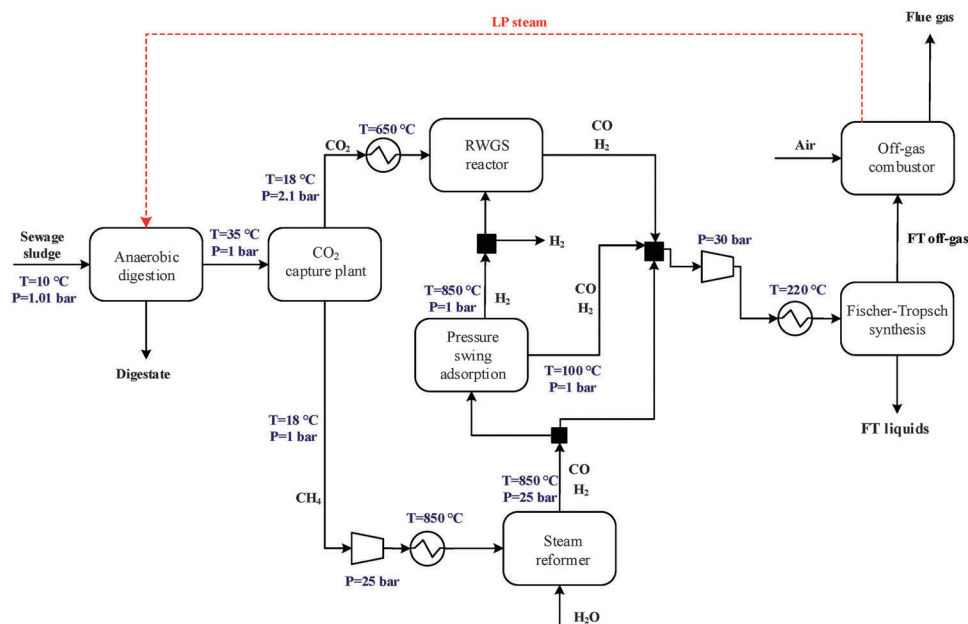 LP steam
Flue gas
T=650 °C
CO₂
RWGS
reactor
CO
H₂
Air
Off-gas
combustor
T=18 °C
P=2.1 bar
Sewage
sludge
T=10 °C
P=1.01 bar
Anaerobic
digestion
T=35 °C
P=1 bar
CO₂
capture plant
H₂
P=30 bar
FT off-gas
T=850 °C
P=1 bar
H₂
CO
H₂
T=220 °C
Fischer-Tropsch
synthesis
Pressure
swing
adsorption
T=100 °C
P=1 bar
Digestate
T=18 °C
P=1 bar
FT liquids
CH₄
T=850 °C
T=850 °C
P=25 bar
CO
H₂
P=25 bar
Steam
reformer
H₂O